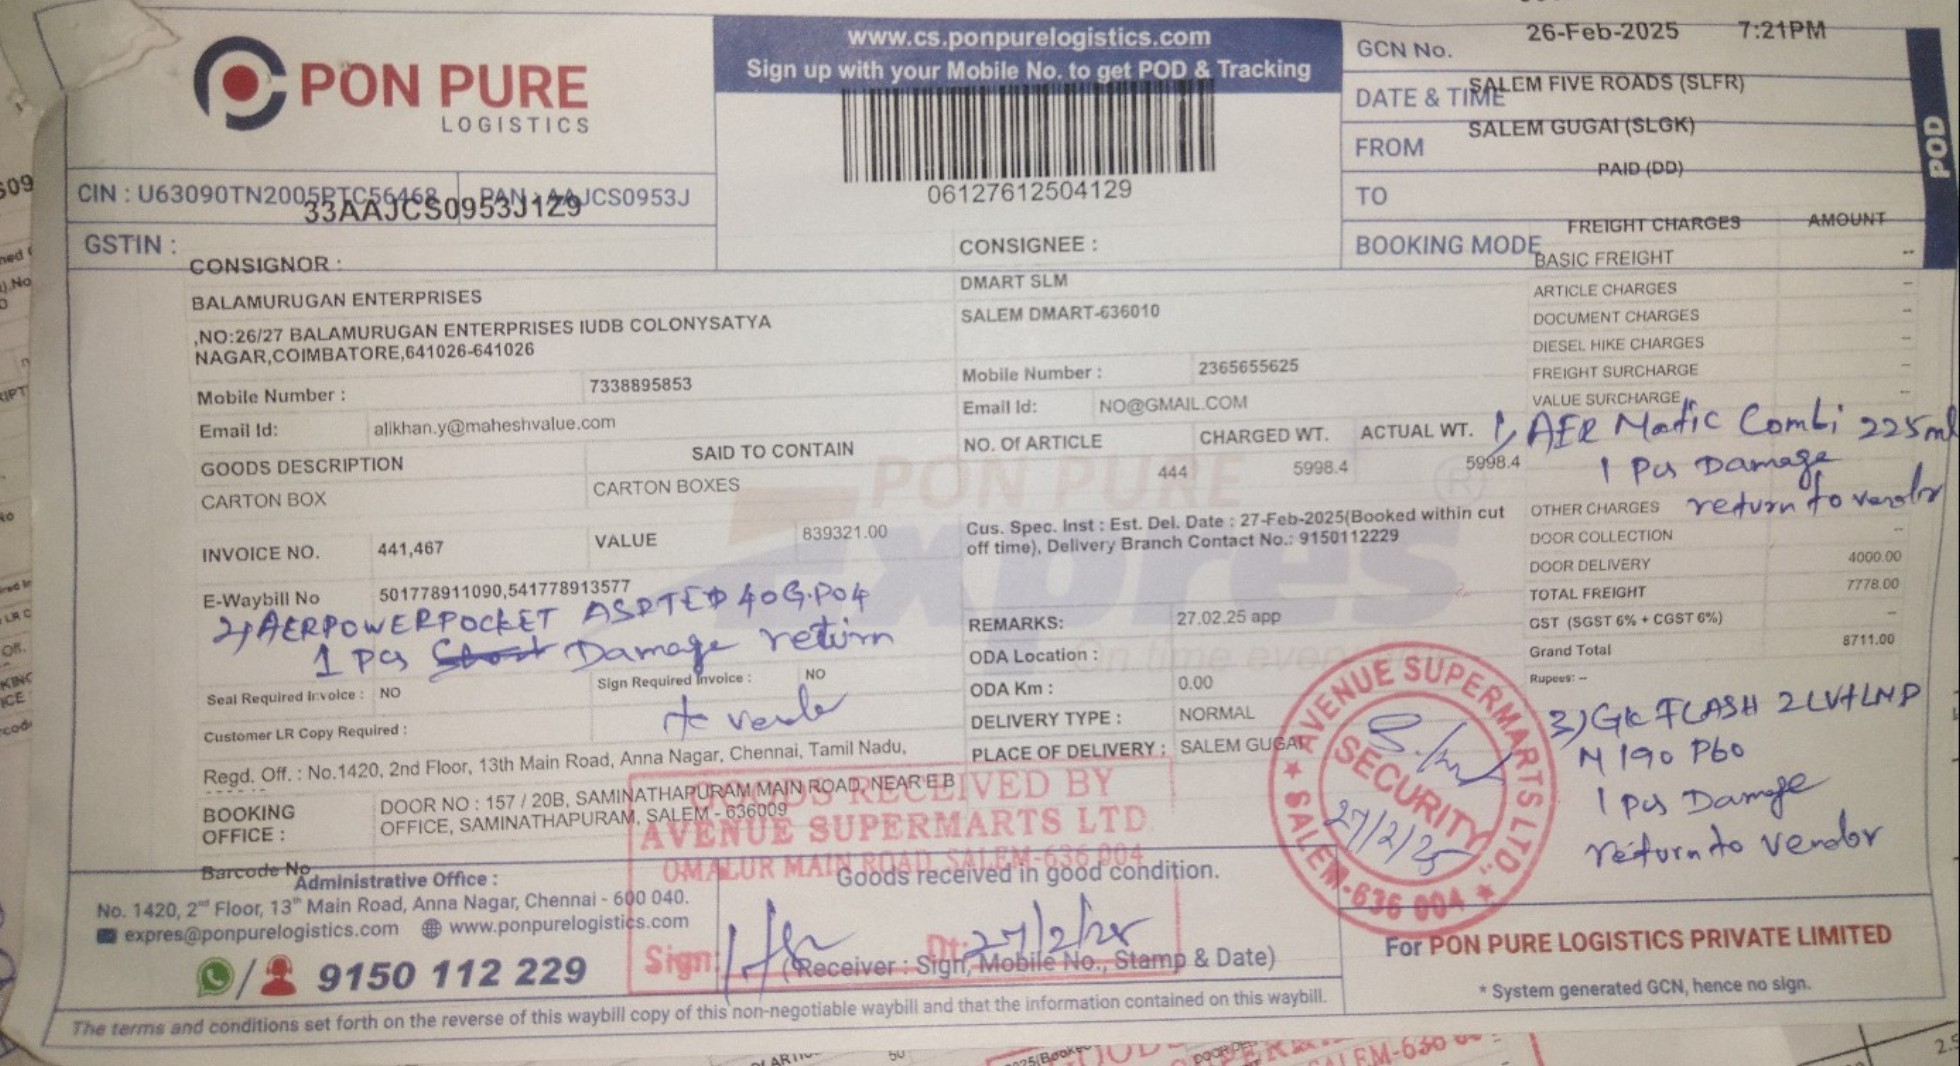 PON PURE
LOGISTICS
www.cs.ponpurelogistics.com
Sign up with your Mobile No. to get POD & Tracking
06127612504129
GCN No.
26-Feb-2025 7:21PM
DATE & TIME
SALEM FIVE ROADS (SLFR)
FROM
SALEM GUGAI (SLGK)
TO
PAID (DD)
BOOKING MODE
POD
CIN : U63090TN2005PTC56468 PAN : AAJCS0953J
33AAJCS0953J1Z9
GSTIN :
CONSIGNOR :
BALAMURUGAN ENTERPRISES
,NO:26/27 BALAMURUGAN ENTERPRISES IUDB COLONYSATYA
NAGAR,COIMBATORE,641026-641026
Mobile Number : 7338895853
Email Id: alikhan.y@maheshvalue.com
GOODS DESCRIPTION SAID TO CONTAIN
CARTON BOX CARTON BOXES
INVOICE NO. 441,467 VALUE 839321.00
E-Waybill No 501778911090,541778913577
2) AERPOWERPOCKET ASRTED 40G.P04
1 pcs Damage return
to vendor
Seal Required Invoice : NO Sign Required Invoice : NO
Customer LR Copy Required :
Regd. Off. : No.1420, 2nd Floor, 13th Main Road, Anna Nagar, Chennai, Tamil Nadu,
BOOKING
OFFICE :
DOOR NO : 157 / 20B, SAMINATHAPURAM MAIN ROAD, NEAR E B
OFFICE, SAMINATHAPURAM, SALEM - 636009
Barcode No
CONSIGNEE :
DMART SLM
SALEM DMART-636010
Mobile Number : 2365655625
Email Id: NO@GMAIL.COM
NO. Of ARTICLE CHARGED WT. ACTUAL WT.
444 5998.4 5998.4
PON PURE
Expres
On time every
Cus. Spec. Inst : Est. Del. Date : 27-Feb-2025(Booked within cut
off time), Delivery Branch Contact No.: 9150112229
REMARKS: 27.02.25 app
ODA Location :
ODA Km : 0.00
DELIVERY TYPE : NORMAL
PLACE OF DELIVERY : SALEM GUGAI
FREIGHT CHARGES AMOUNT
BASIC FREIGHT --
ARTICLE CHARGES --
DOCUMENT CHARGES --
DIESEL HIKE CHARGES --
FREIGHT SURCHARGE --
VALUE SURCHARGE --
1) AER Matic Combi 225ml
1 Pcs Damage
return to vendor
OTHER CHARGES
DOOR COLLECTION --
DOOR DELIVERY 4000.00
TOTAL FREIGHT 7778.00
GST (SGST 6% + CGST 6%) --
Grand Total 8711.00
Rupees: --
3) GK FLASH 2LV+LNP
M190 P60
1 pcs Damage
return to vendor
AVENUE SUPERMARTS LTD.
SECURITY
27/2/25
SALEM-636 004
GOODS RECEIVED BY
AVENUE SUPERMARTS LTD
OMALUR MAIN ROAD, SALEM-636 004
Sign:
Dt: 27/2/25
Goods received in good condition.
(Receiver : Sign, Mobile No., Stamp & Date)
Administrative Office :
No. 1420, 2nd Floor, 13th Main Road, Anna Nagar, Chennai - 600 040.
expres@ponpurelogistics.com www.ponpurelogistics.com
/ 9150 112 229
For PON PURE LOGISTICS PRIVATE LIMITED
* System generated GCN, hence no sign.
The terms and conditions set forth on the reverse of this waybill copy of this non-negotiable waybill and that the information contained on this waybill.